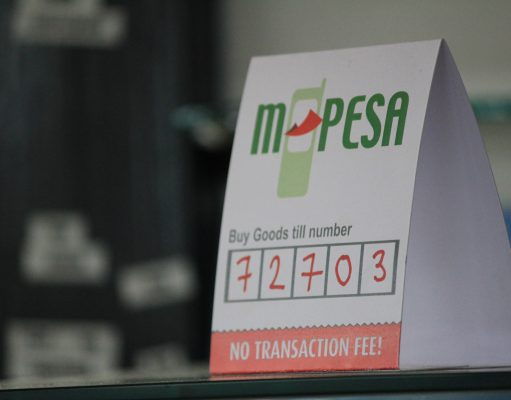 M PESA
Buy Goods till number
72703
NO TRANSACTION FEE!